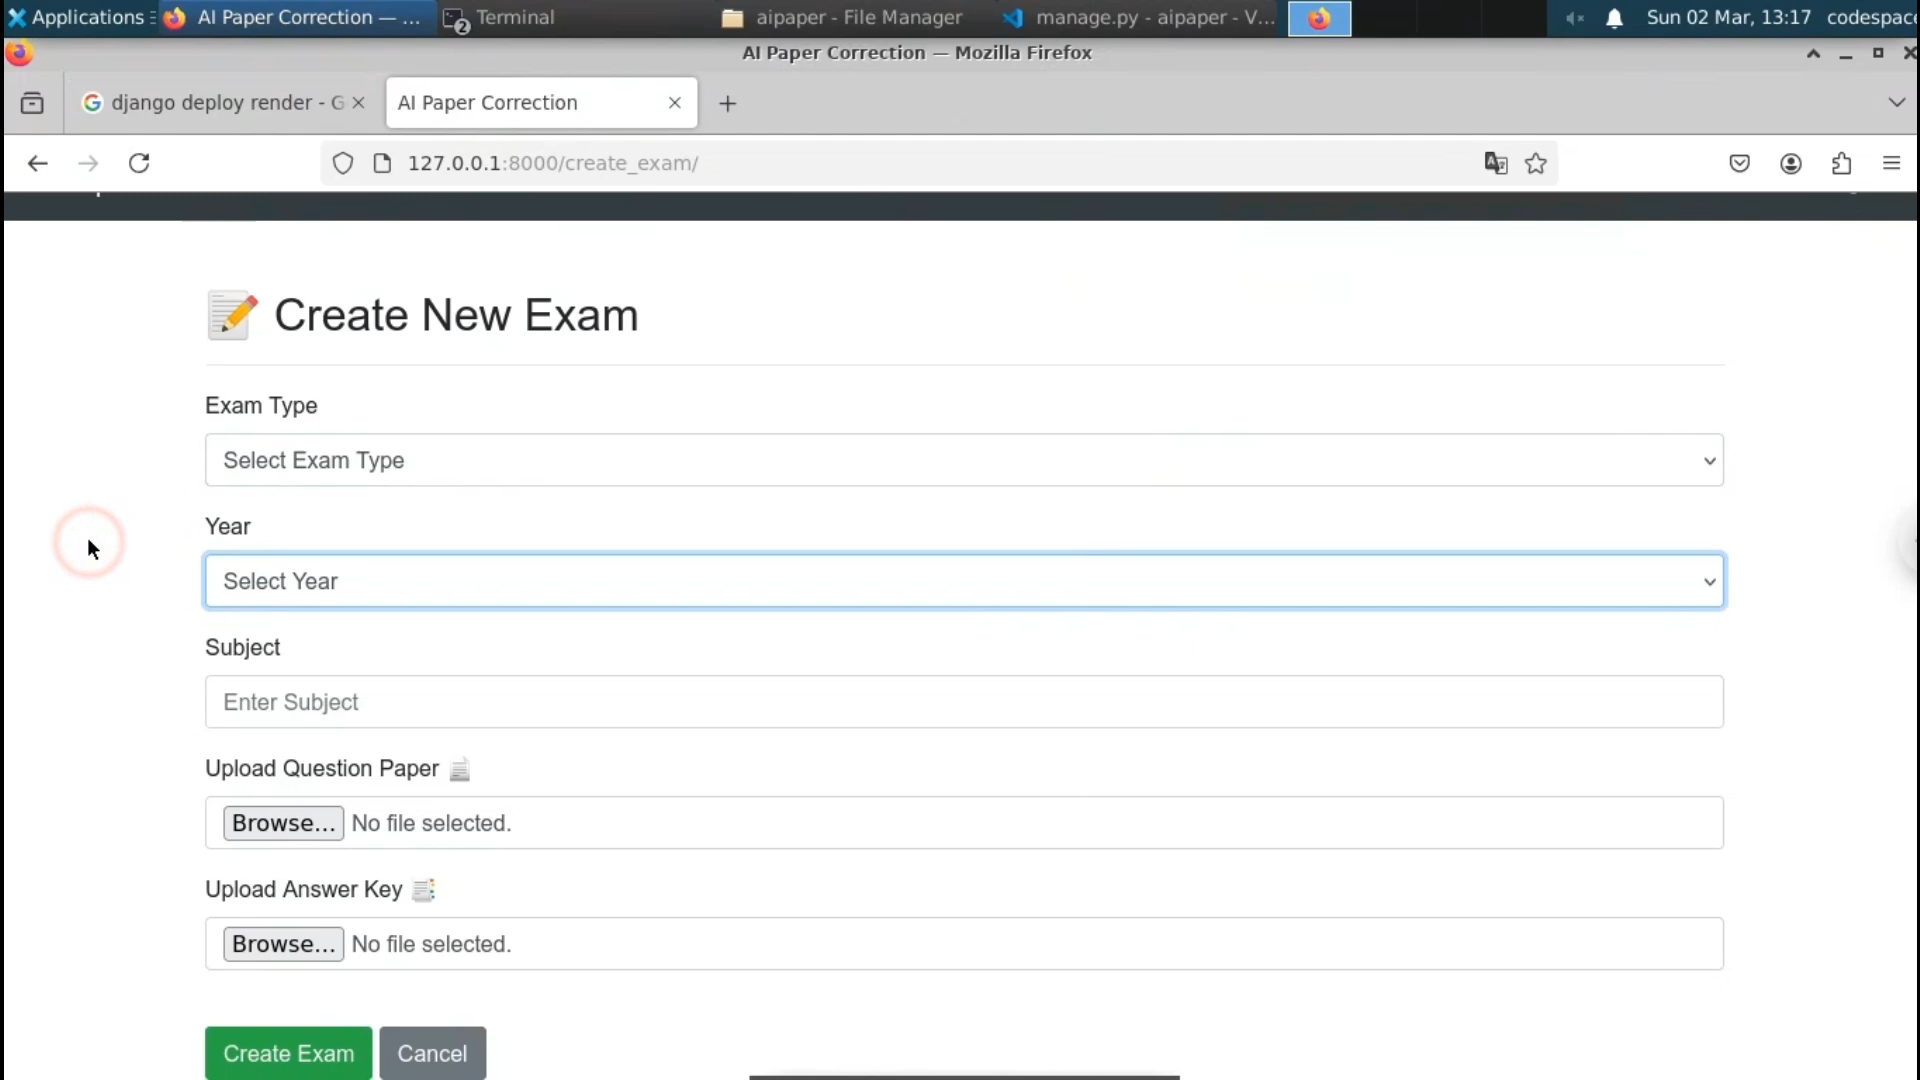 Applications
AI Paper Correction — ...
2
Terminal
aipaper - File Manager
manage.py - aipaper - V...
Sun 02 Mar, 13:17
codespace
AI Paper Correction — Mozilla Firefox
django deploy render - G
AI Paper Correction
127.0.0.1:8000/create_exam/
Create New Exam
Exam Type
Select Exam Type
Year
Select Year
Subject
Enter Subject
Upload Question Paper
Browse... No file selected.
Upload Answer Key
Browse... No file selected.
Create Exam
Cancel